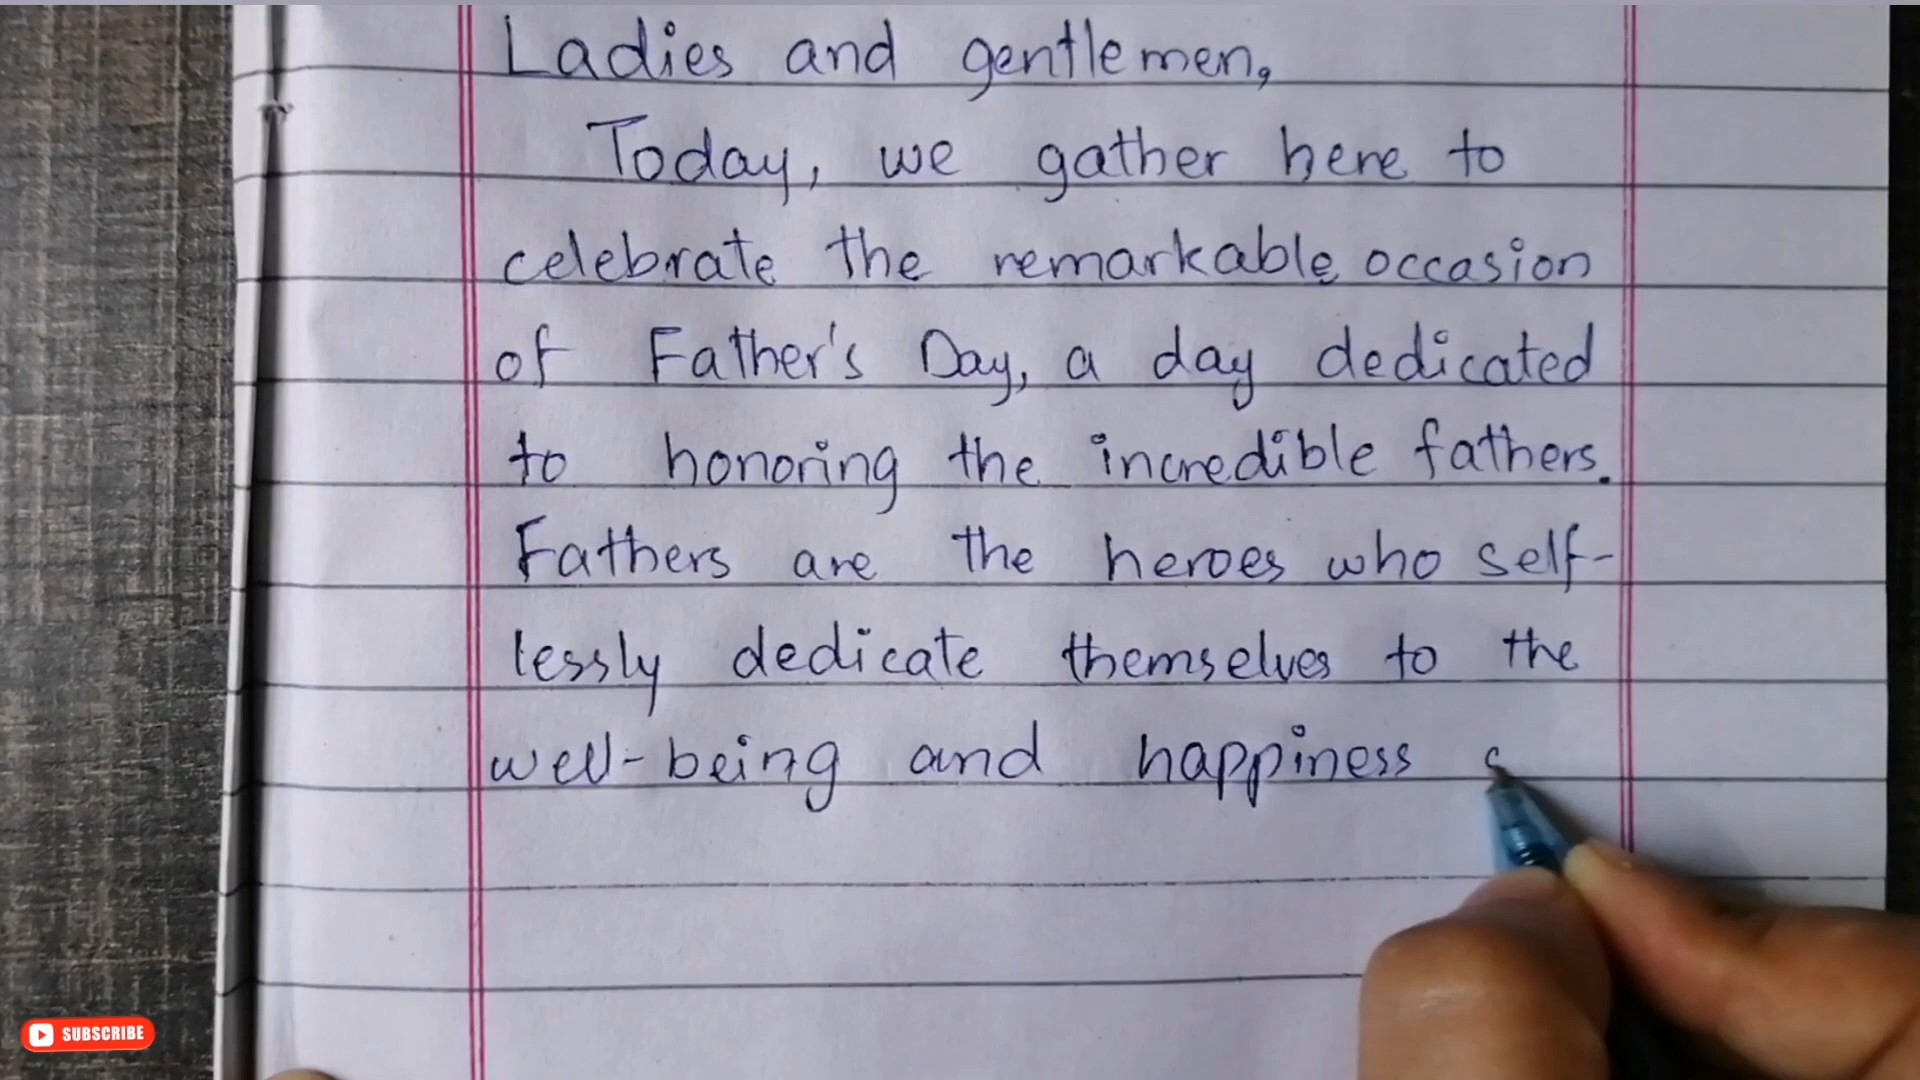 Ladies and gentlemen,
Today, we gather here to
celebrate the remarkable occasion
of Father's Day, a day dedicated
to honoring the incredible fathers.
Fathers are the heroes who self-
lessly dedicate themselves to the
well-being and happiness
SUBSCRIBE